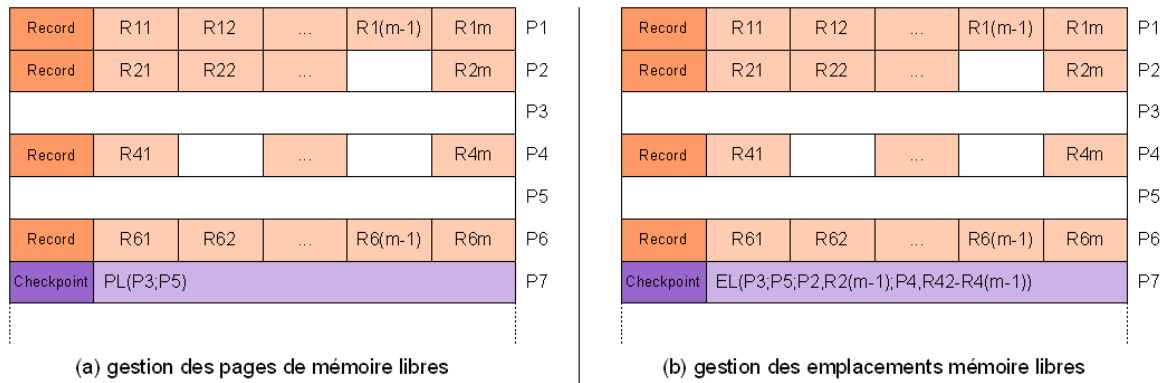 Record R11 R12 ... R1(m-1) R1m P1
Record R21 R22 ... R2m P2
P3
Record R41 ... R4m P4
P5
Record R61 R62 ... R6(m-1) R6m P6
Checkpoint PL(P3;P5) P7
(a) gestion des pages de mémoire libres
Record R11 R12 ... R1(m-1) R1m P1
Record R21 R22 ... R2m P2
P3
Record R41 ... R4m P4
P5
Record R61 R62 ... R6(m-1) R6m P6
Checkpoint EL(P3;P5;P2,R2(m-1);P4,R42-R4(m-1)) P7
(b) gestion des emplacements mémoire libres